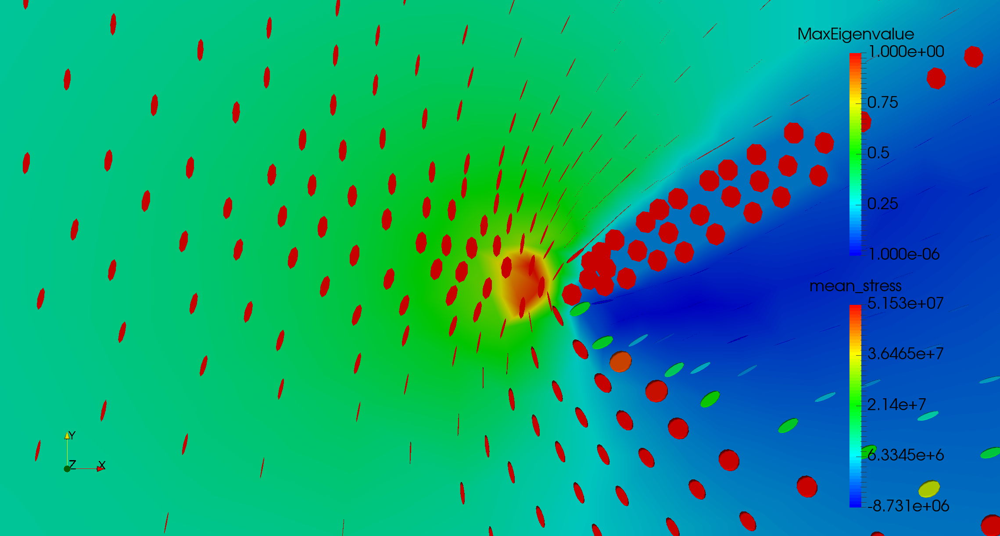 MaxEigenvalue
1.000e+00
0.75
0.5
0.25
1.000e-06
mean_stress
5.153e+07
3.6465e+7
2.14e+7
6.3345e+6
-8.731e+06
Y
Z
X